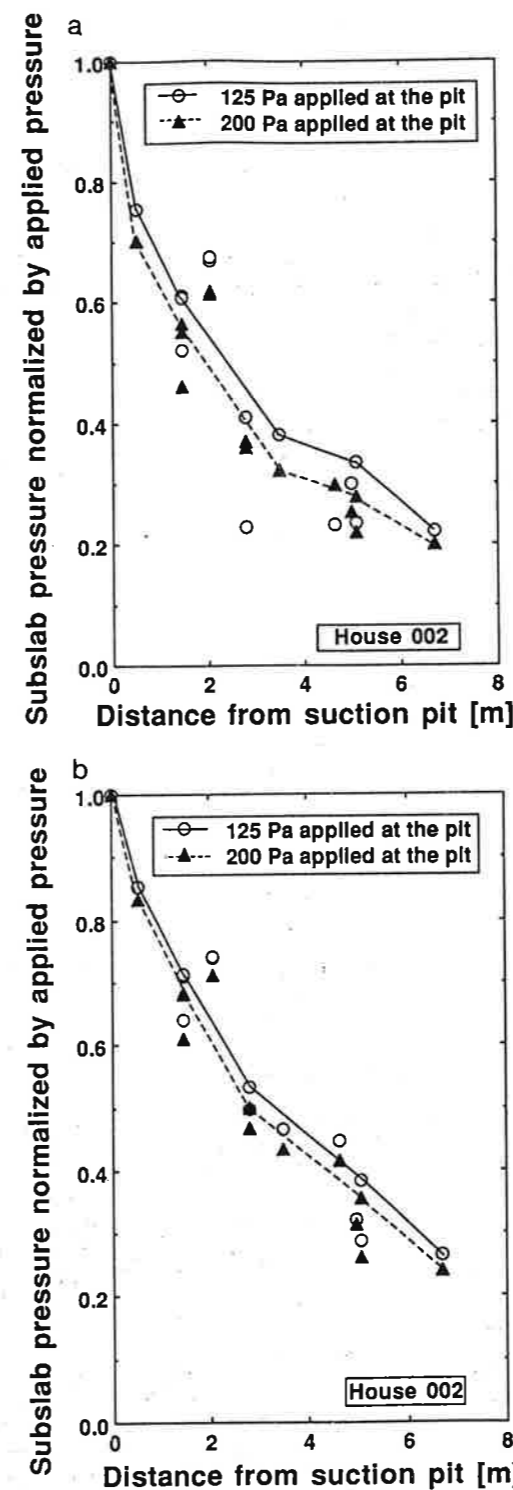 a
Subslab pressure normalized by applied pressure
1.0
0.8
0.6
0.4
0.2
0.0
125 Pa applied at the pit
200 Pa applied at the pit
House 002
0 2 4 6 8
Distance from suction pit [m]
b
Subslab pressure normalized by applied pressure
1.0
0.8
0.6
0.4
0.2
0.0
125 Pa applied at the pit
200 Pa applied at the pit
House 002
0 2 4 6 8
Distance from suction pit [m]